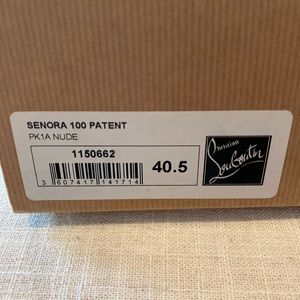 SENORA 100 PATENT
PK1A NUDE
1150662
3 607417 141714
40.5
Christian
Louboutin